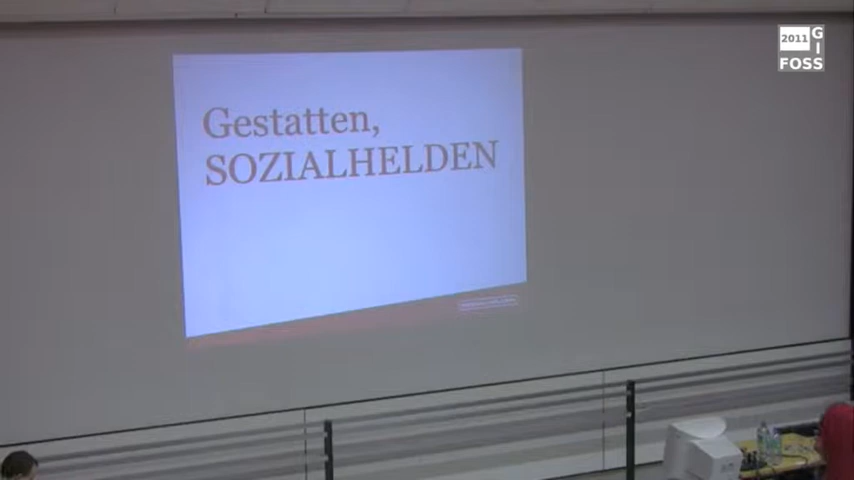 Gestatten,
SOZIALHELDEN
2011
G
I
FOSS